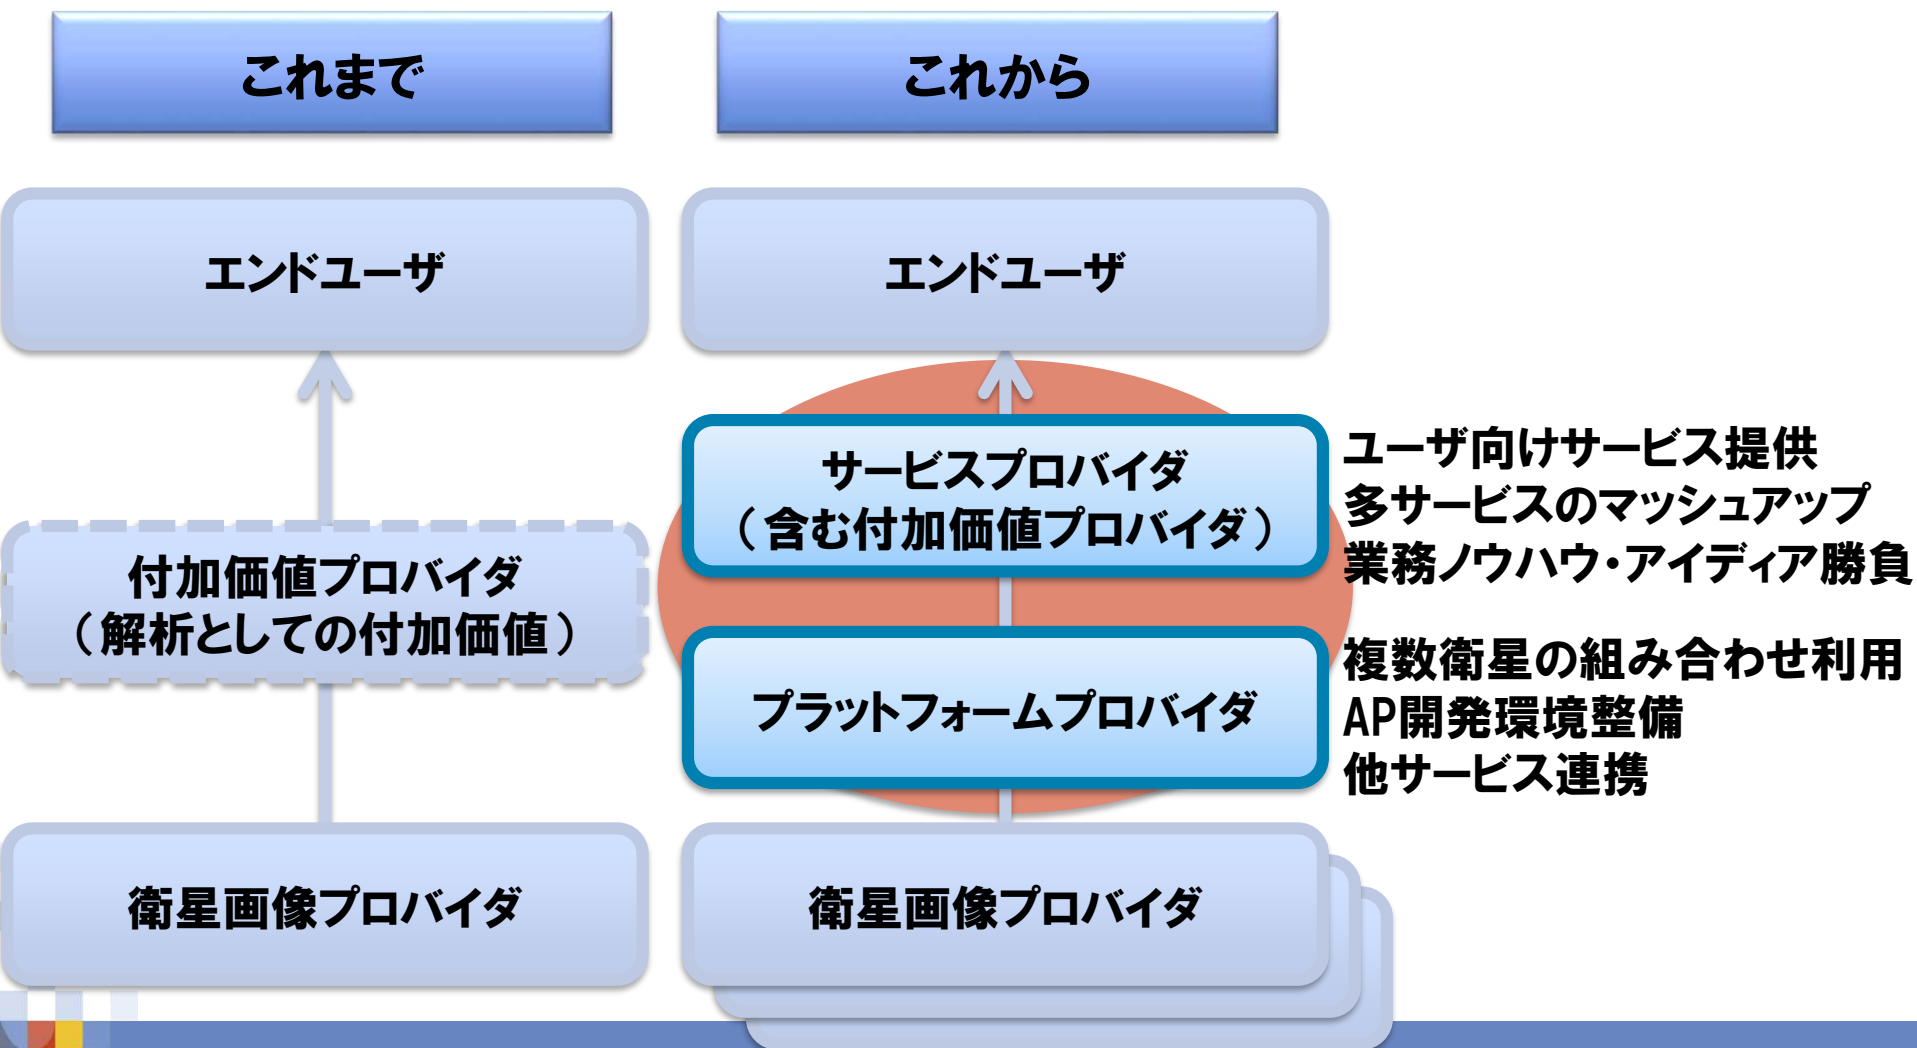 これまで
これから
エンドユーザ
エンドユーザ
付加価値プロバイダ
（解析としての付加価値）
サービスプロバイダ
（含む付加価値プロバイダ）
ユーザ向けサービス提供
多サービスのマッシュアップ
業務ノウハウ・アイディア勝負
プラットフォームプロバイダ
複数衛星の組み合わせ利用
AP開発環境整備
他サービス連携
衛星画像プロバイダ
衛星画像プロバイダ